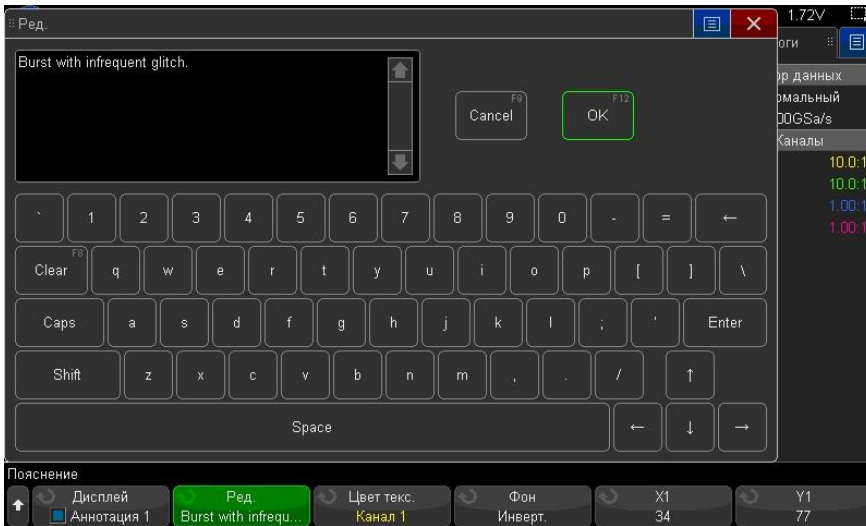 Ред.
1.72V
Burst with infrequent glitch.
Cancel F9
OK F12
оги
ор данных
рмальный
00GSa/s
Каналы
10.0:1
10.0:1
1.00:1
1.00:1
` 1 2 3 4 5 6 7 8 9 0 - = ←
Clear F8 q w e r t y u i o p [ ] \
Caps a s d f g h j k l ; ' Enter
Shift z x c v b n m , . / ↑
Space ← ↓ →
Пояснение
Дисплей
Аннотация 1
Ред.
Burst with infrequ...
Цвет текс.
Канал 1
Фон
Инверт.
X1
34
Y1
77